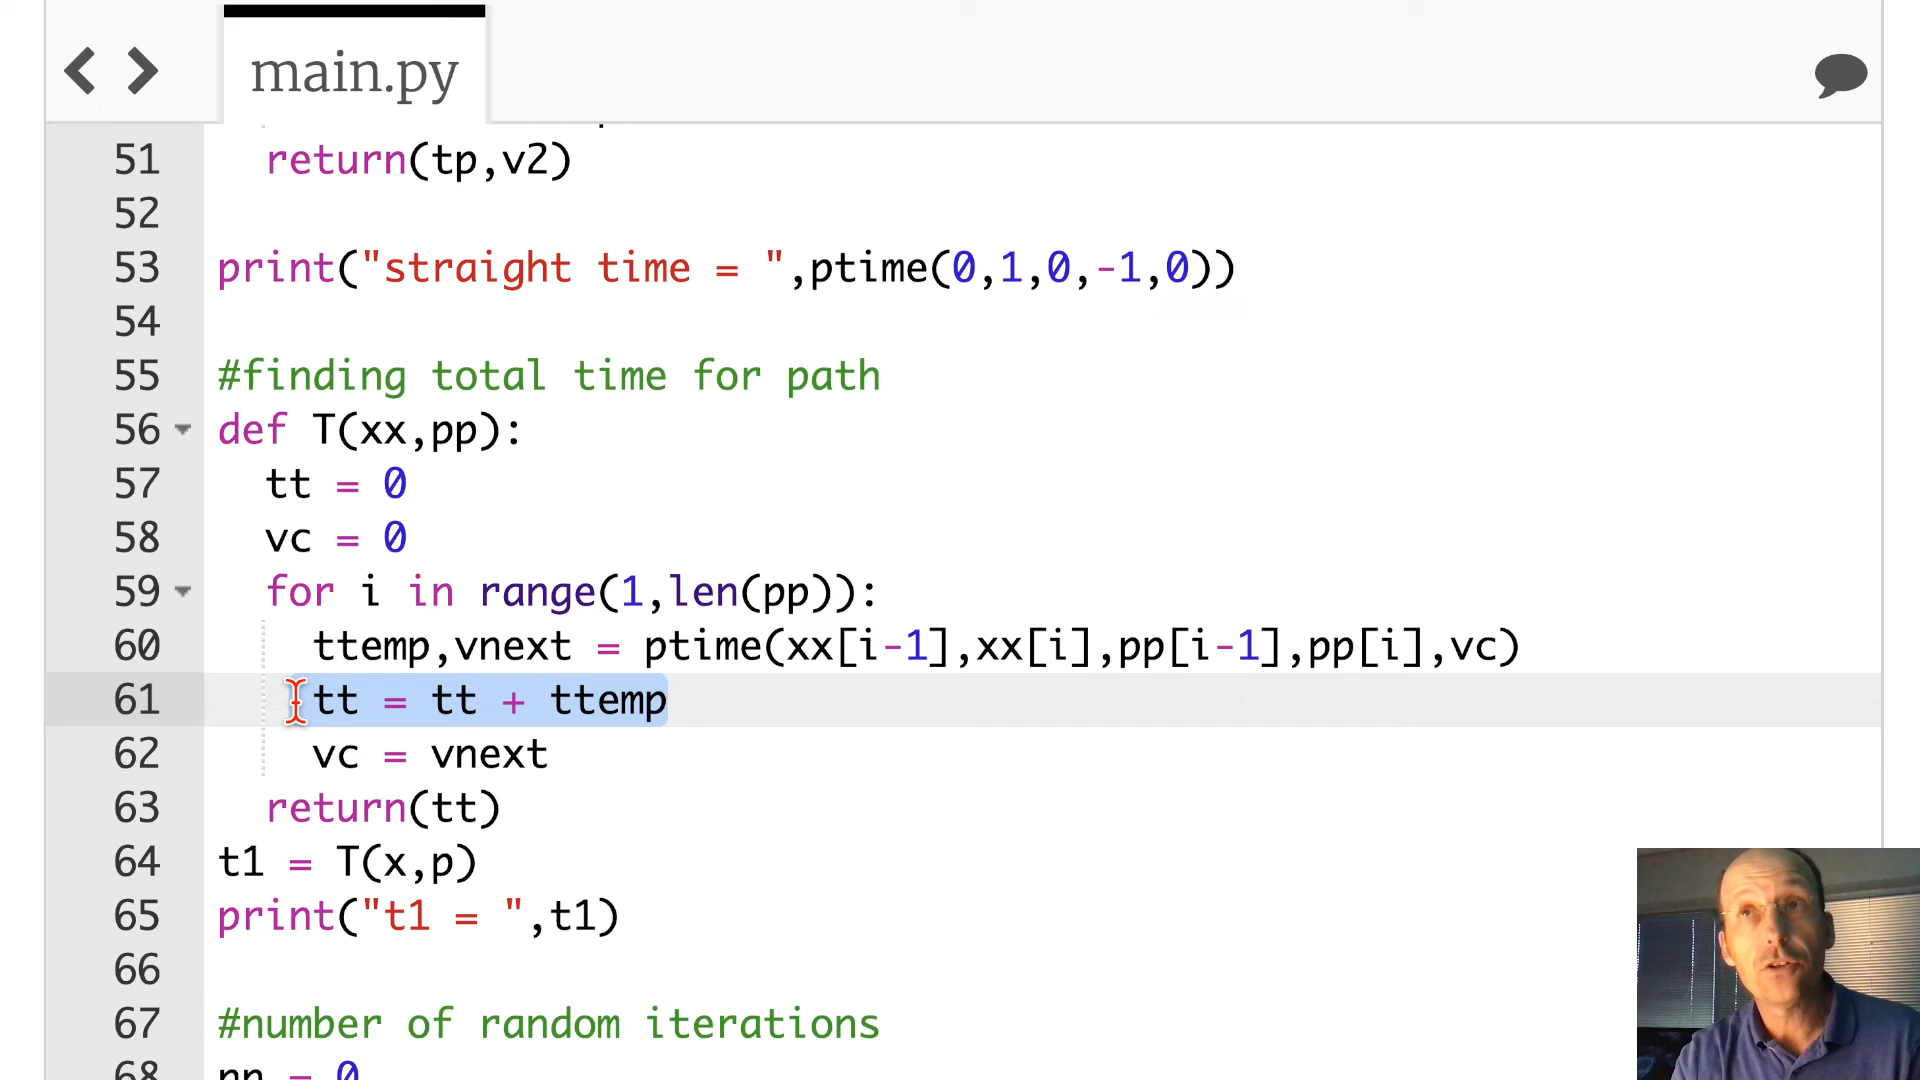 main.py
51 return(tp,v2)
52
53 print("straight time = ",ptime(0,1,0,-1,0))
54
55 #finding total time for path
56 def T(xx,pp):
57 tt = 0
58 vc = 0
59 for i in range(1,len(pp)):
60 ttemp,vnext = ptime(xx[i-1],xx[i],pp[i-1],pp[i],vc)
61 tt = tt + ttemp
62 vc = vnext
63 return(tt)
64 t1 = T(x,p)
65 print("t1 = ",t1)
66
67 #number of random iterations
68 nn = 0